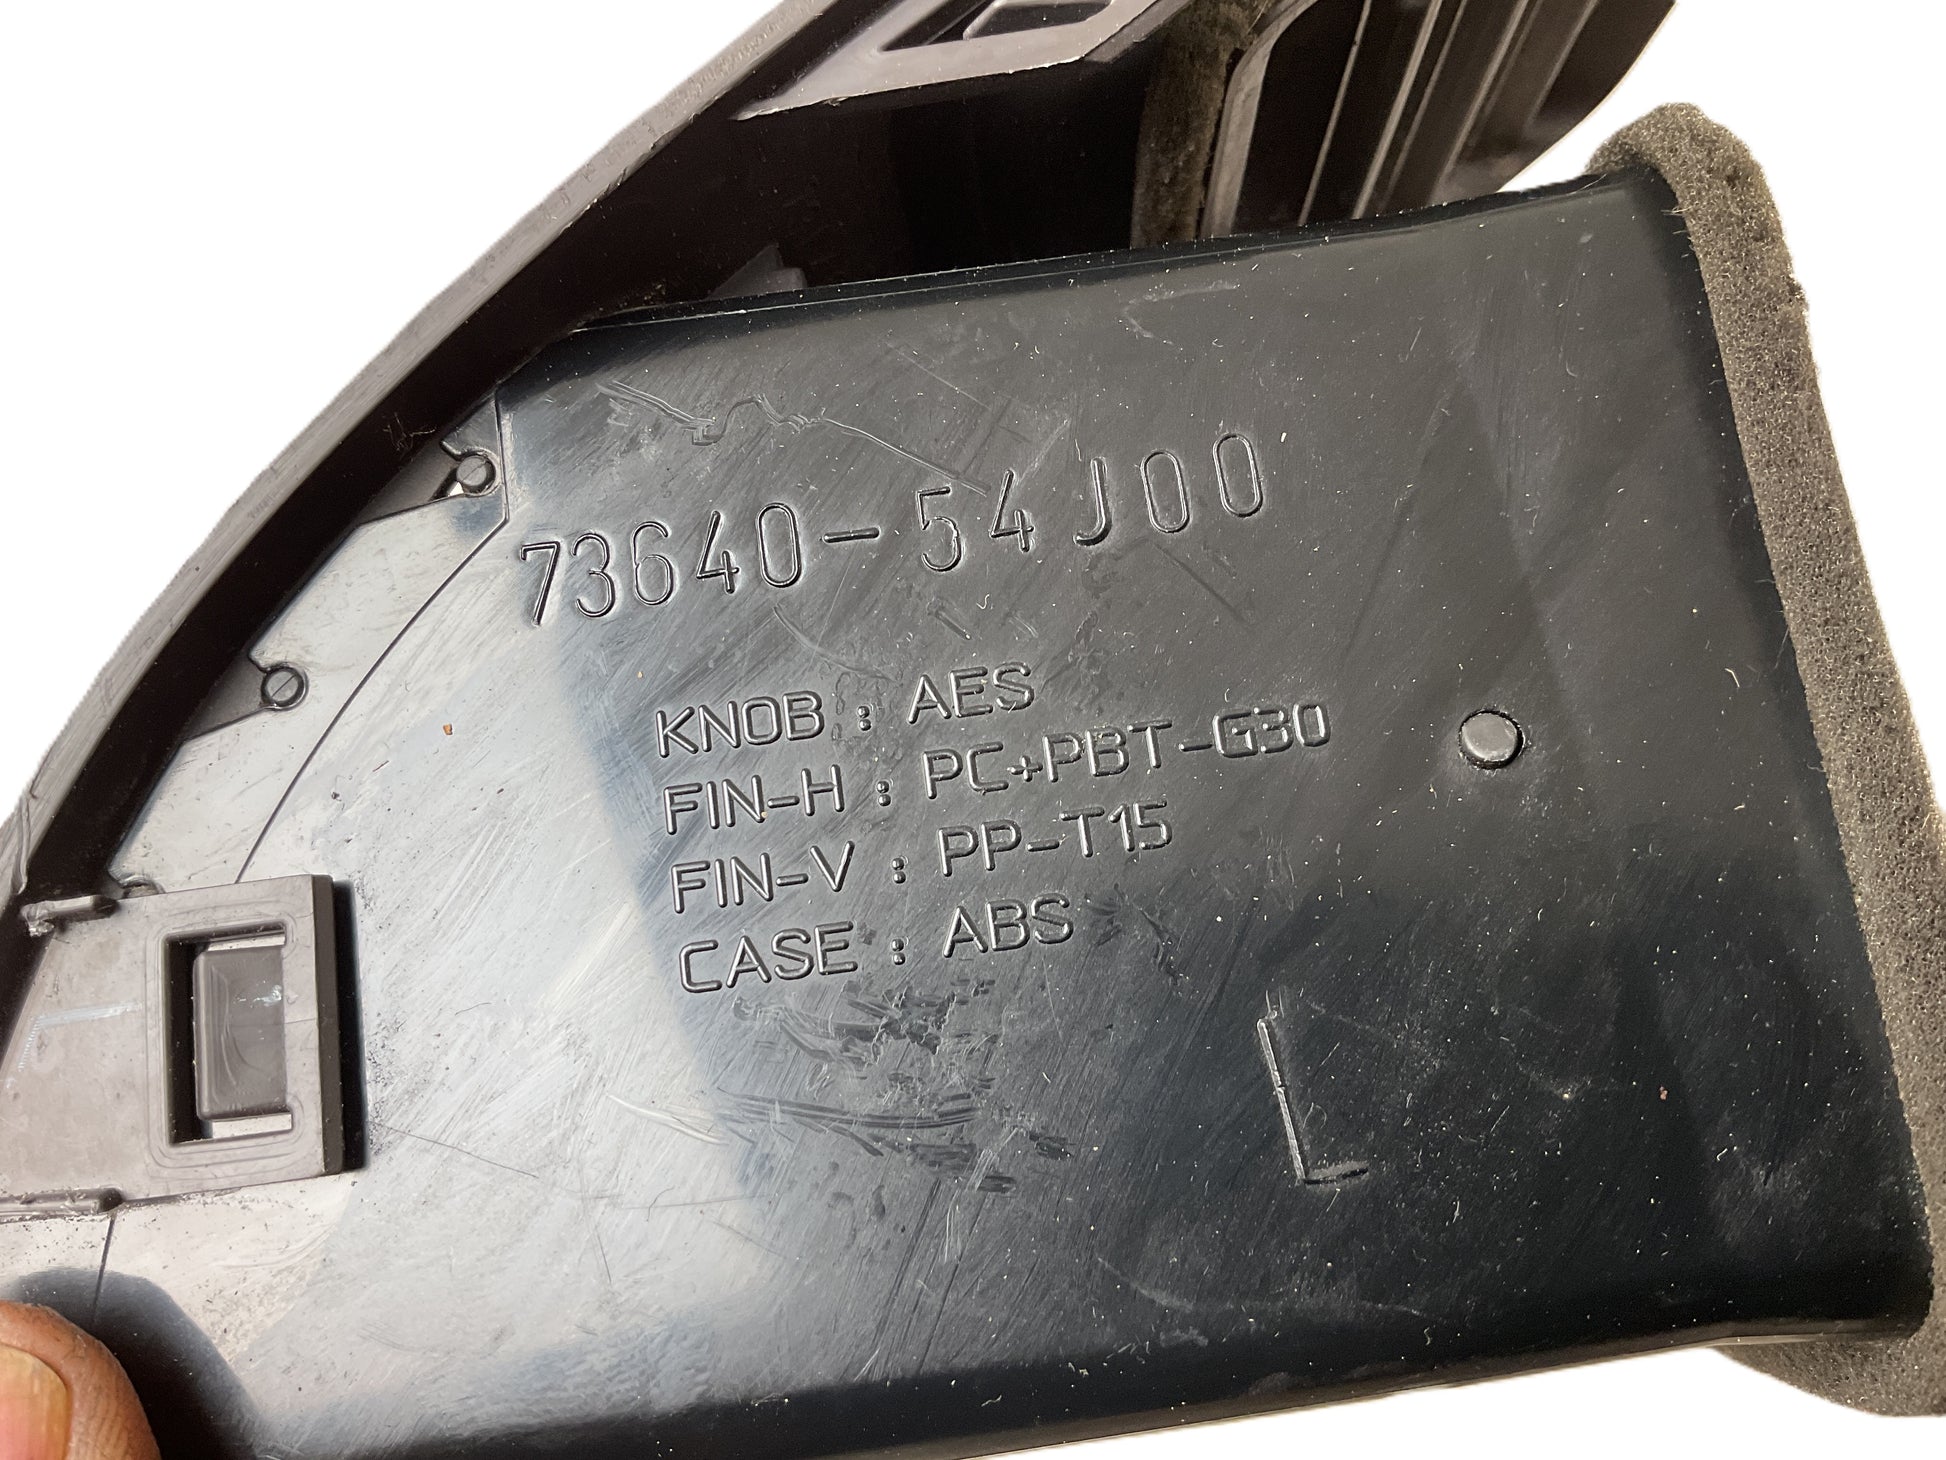 73640-54J00
KNOB : AES
FIN-H : PC+PBT-G30
FIN-V : PP-T15
CASE : ABS
L